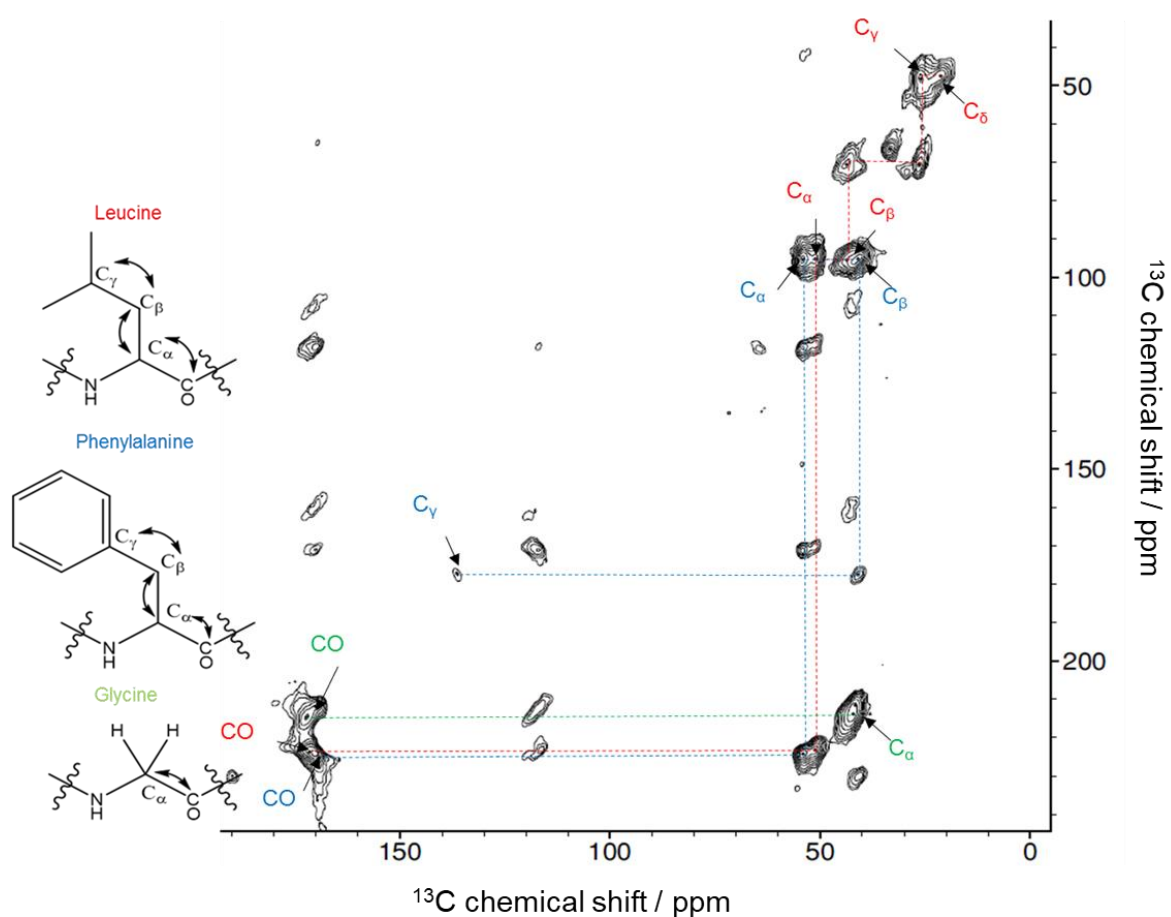 Leucine
Cγ
Cβ
Cα
N
H
C
O
Phenylalanine
Cγ
Cβ
Cα
N
H
C
O
Glycine
H H
N
H
Cα
C
O
Cγ
Cδ
Cα
Cβ
Cα
Cβ
Cγ
CO
CO
CO
Cα
50
100
150
200
150 100 50 0
¹³C chemical shift / ppm
¹³C chemical shift / ppm